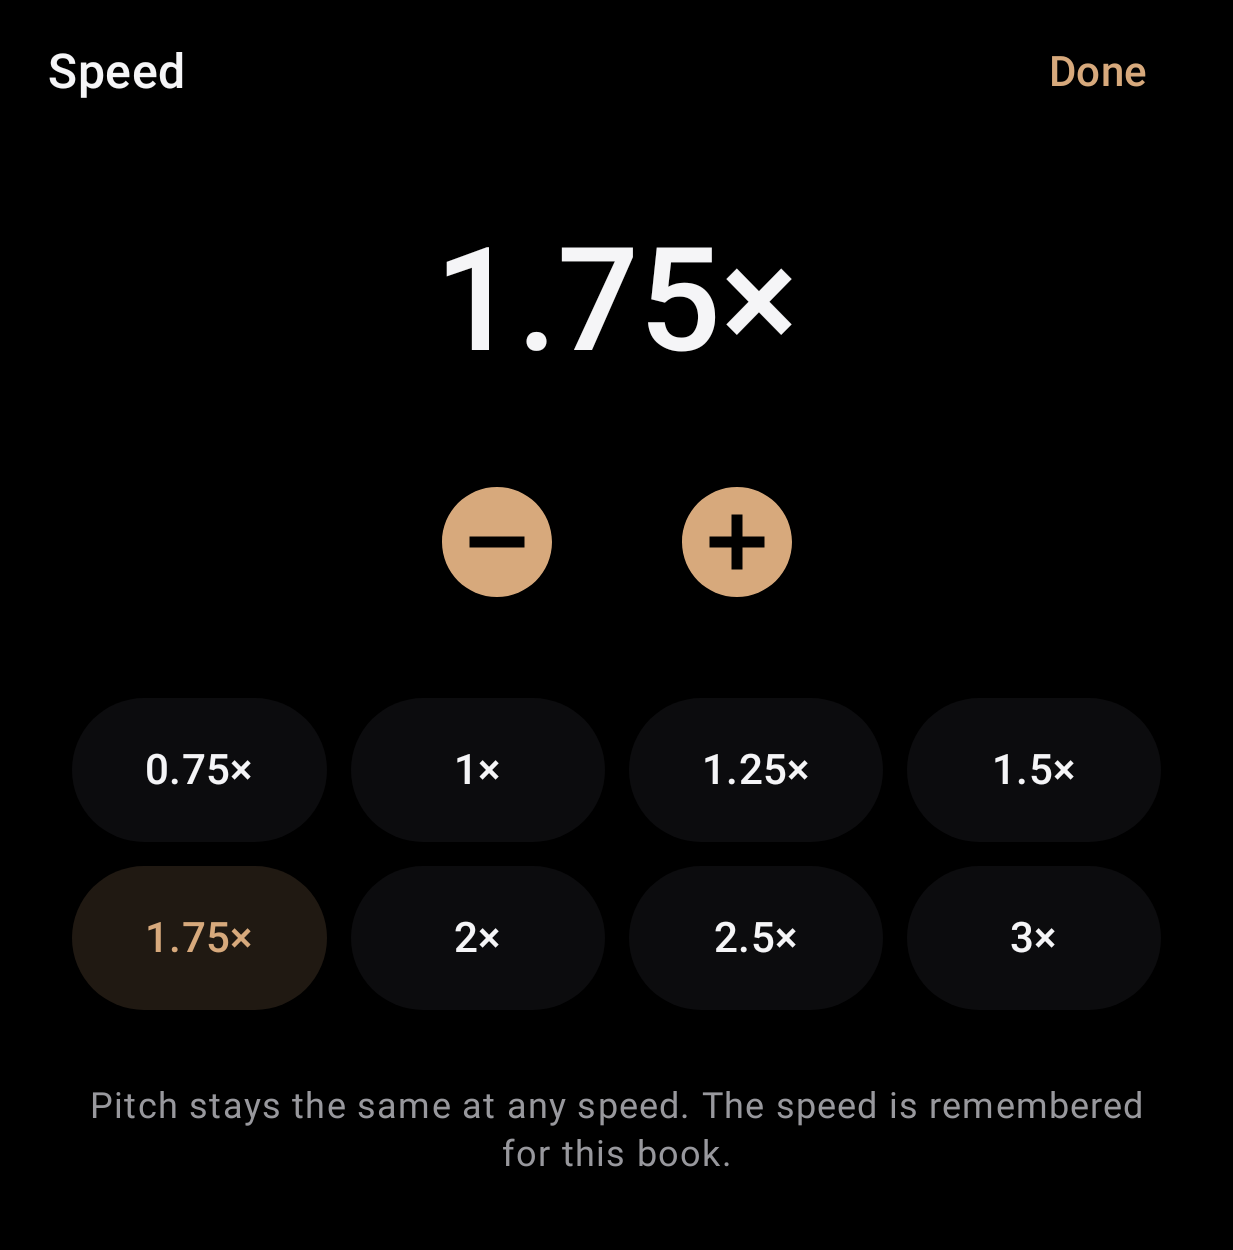 Speed
Done
1.75×
0.75×
1×
1.25×
1.5×
1.75×
2×
2.5×
3×
Pitch stays the same at any speed. The speed is remembered
for this book.